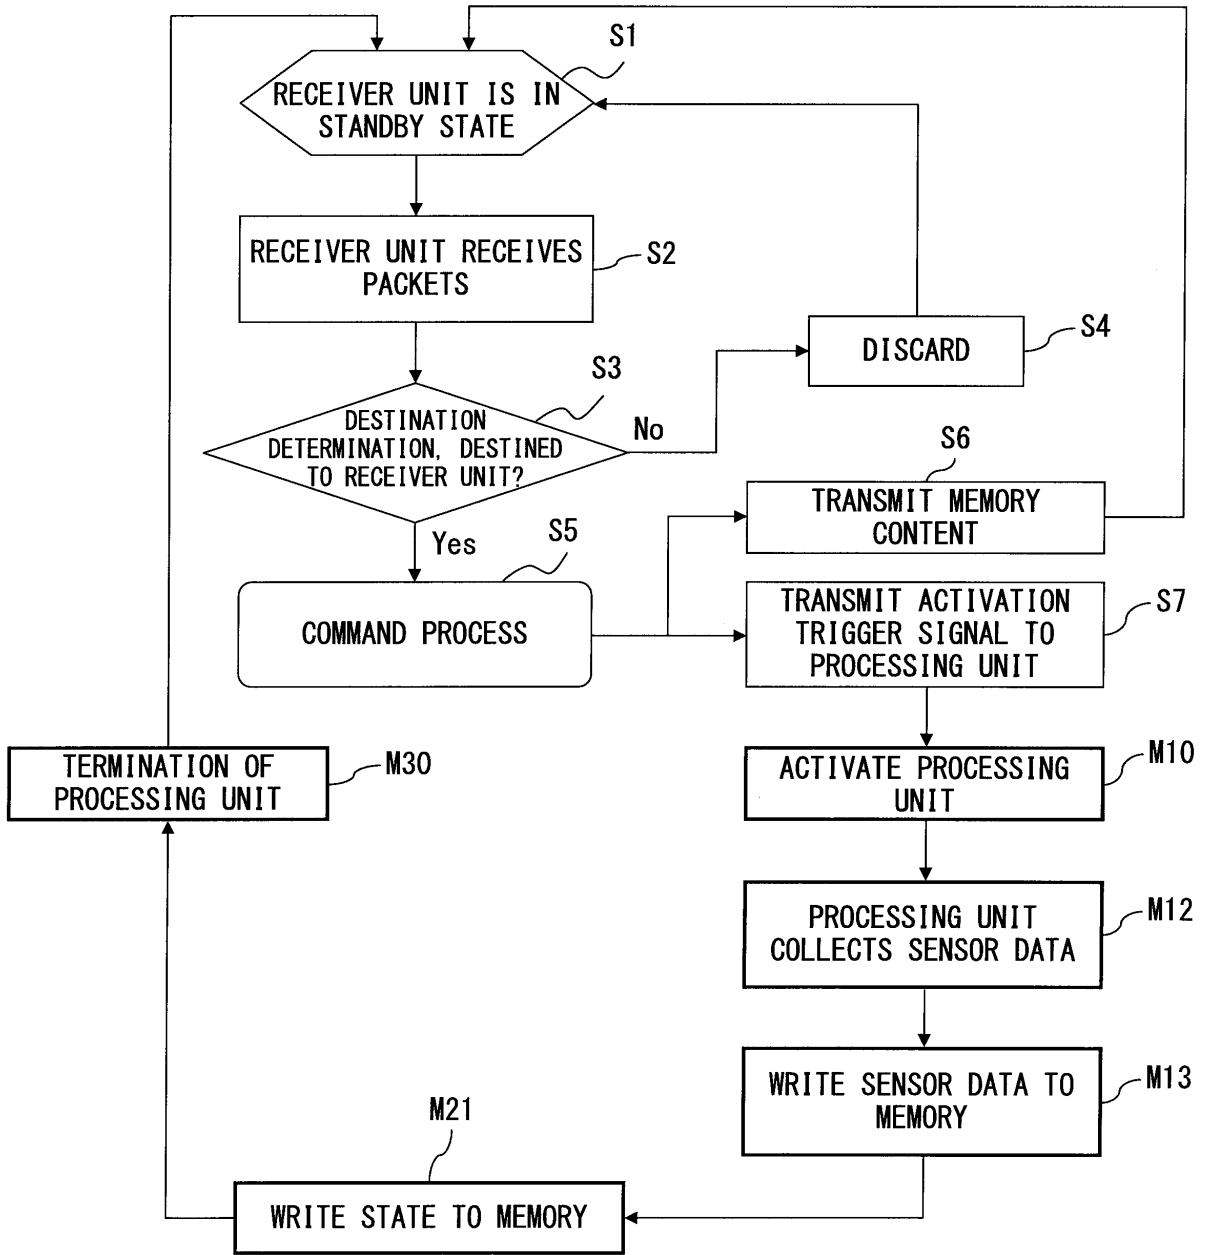 S1
RECEIVER UNIT IS IN
STANDBY STATE
RECEIVER UNIT RECEIVES
PACKETS
S2
DISCARD
S4
S3
DESTINATION
DETERMINATION, DESTINED
TO RECEIVER UNIT?
No
Yes
S6
TRANSMIT MEMORY
CONTENT
S5
COMMAND PROCESS
TRANSMIT ACTIVATION
TRIGGER SIGNAL TO
PROCESSING UNIT
S7
TERMINATION OF
PROCESSING UNIT
M30
ACTIVATE PROCESSING
UNIT
M10
PROCESSING UNIT
COLLECTS SENSOR DATA
M12
WRITE SENSOR DATA TO
MEMORY
M13
M21
WRITE STATE TO MEMORY